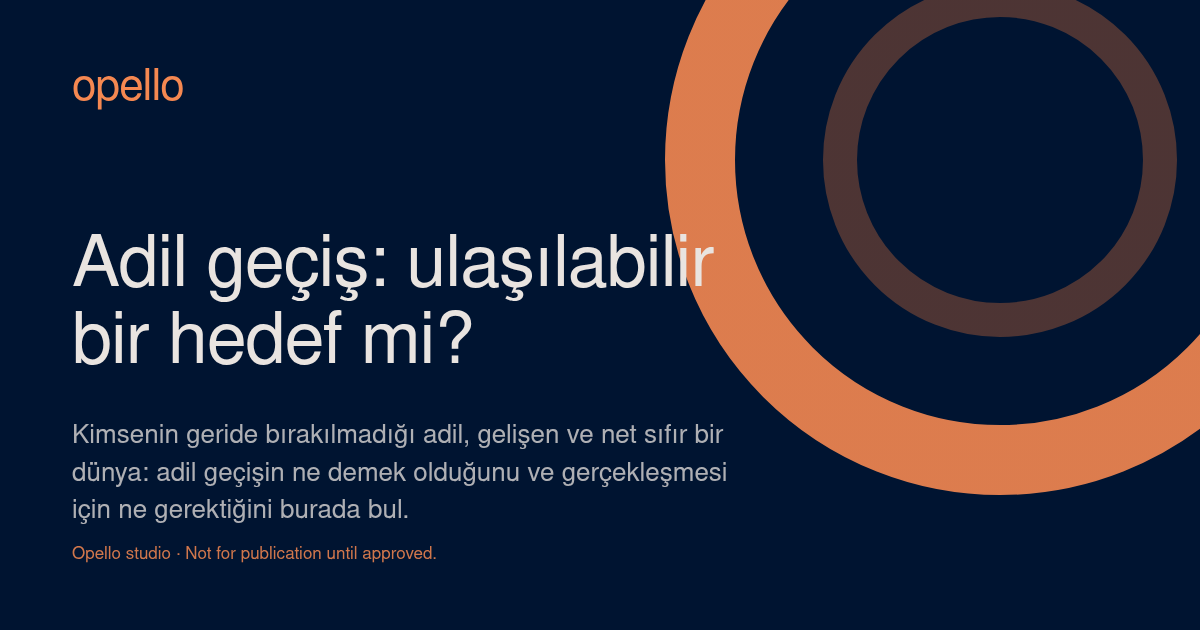 opello
Adil geçiş: ulaşılabilir
bir hedef mi?
Kimsenin geride bırakılmadığı adil, gelişen ve net sıfır bir
dünya: adil geçişin ne demek olduğunu ve gerçekleşmesi
için ne gerektiğini burada bul.
Opello studio · Not for publication until approved.